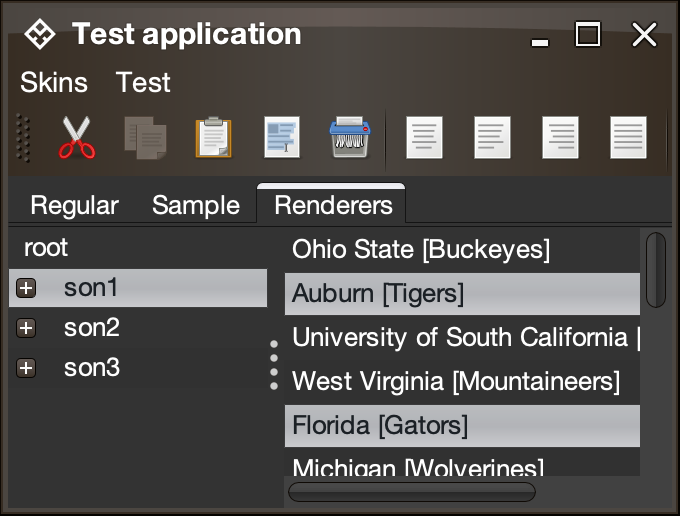 Test application
Skins Test
Regular Sample Renderers
root
son1
son2
son3
Ohio State [Buckeyes]
Auburn [Tigers]
University of South California [
West Virginia [Mountaineers]
Florida [Gators]
Michigan [Wolverines]